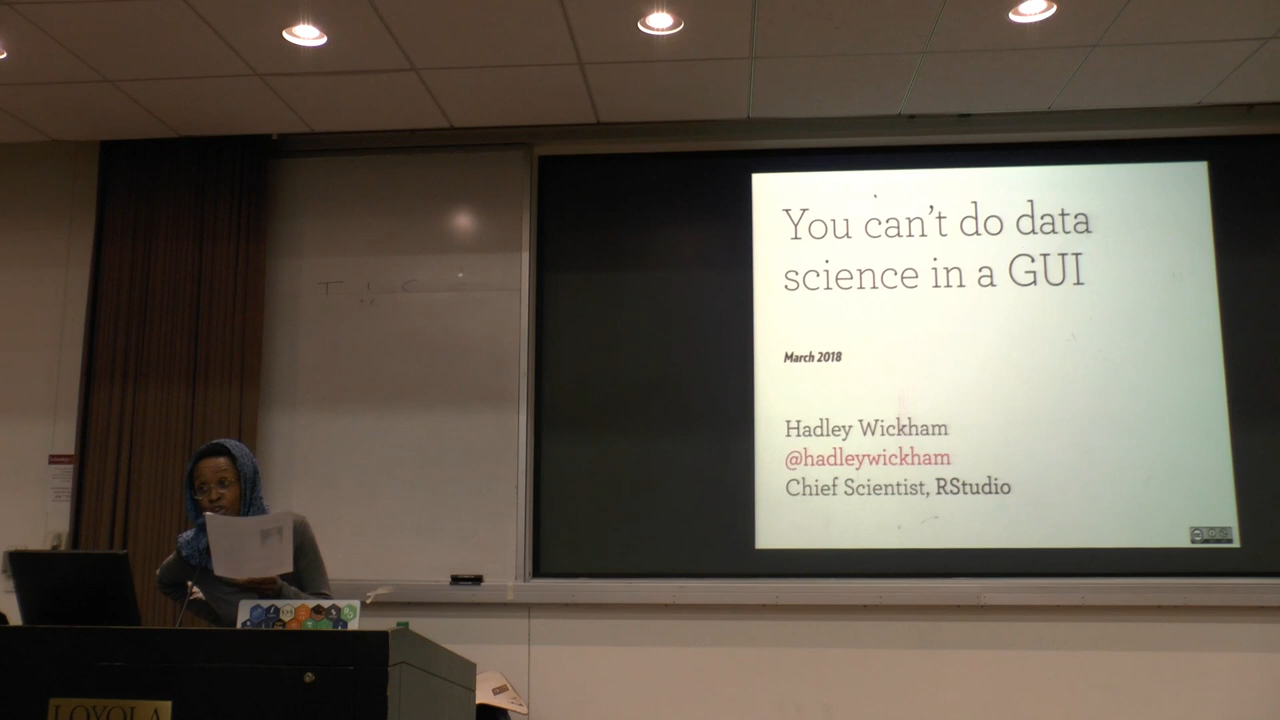 You can't do data
science in a GUI
March 2018
Hadley Wickham
@hadleywickham
Chief Scientist, RStudio
LOYOLA